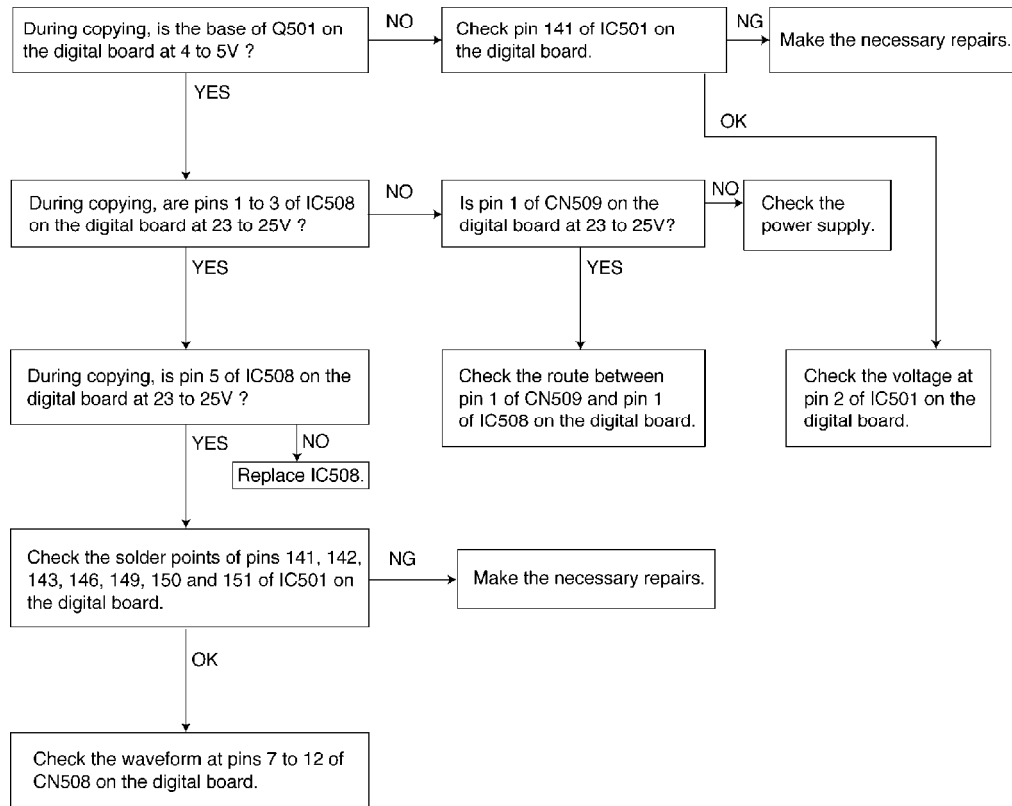 During copying, is the base of Q501 on
the digital board at 4 to 5V ?
NO
Check pin 141 of IC501 on
the digital board.
NG
Make the necessary repairs.
YES
OK
During copying, are pins 1 to 3 of IC508
on the digital board at 23 to 25V ?
NO
Is pin 1 of CN509 on the
digital board at 23 to 25V?
NO
Check the
power supply.
YES
YES
During copying, is pin 5 of IC508 on the
digital board at 23 to 25V ?
Check the route between
pin 1 of CN509 and pin 1
of IC508 on the digital board.
Check the voltage at
pin 2 of IC501 on the
digital board.
YES
NO
Replace IC508.
Check the solder points of pins 141, 142,
143, 146, 149, 150 and 151 of IC501 on
the digital board.
NG
Make the necessary repairs.
OK
Check the waveform at pins 7 to 12 of
CN508 on the digital board.